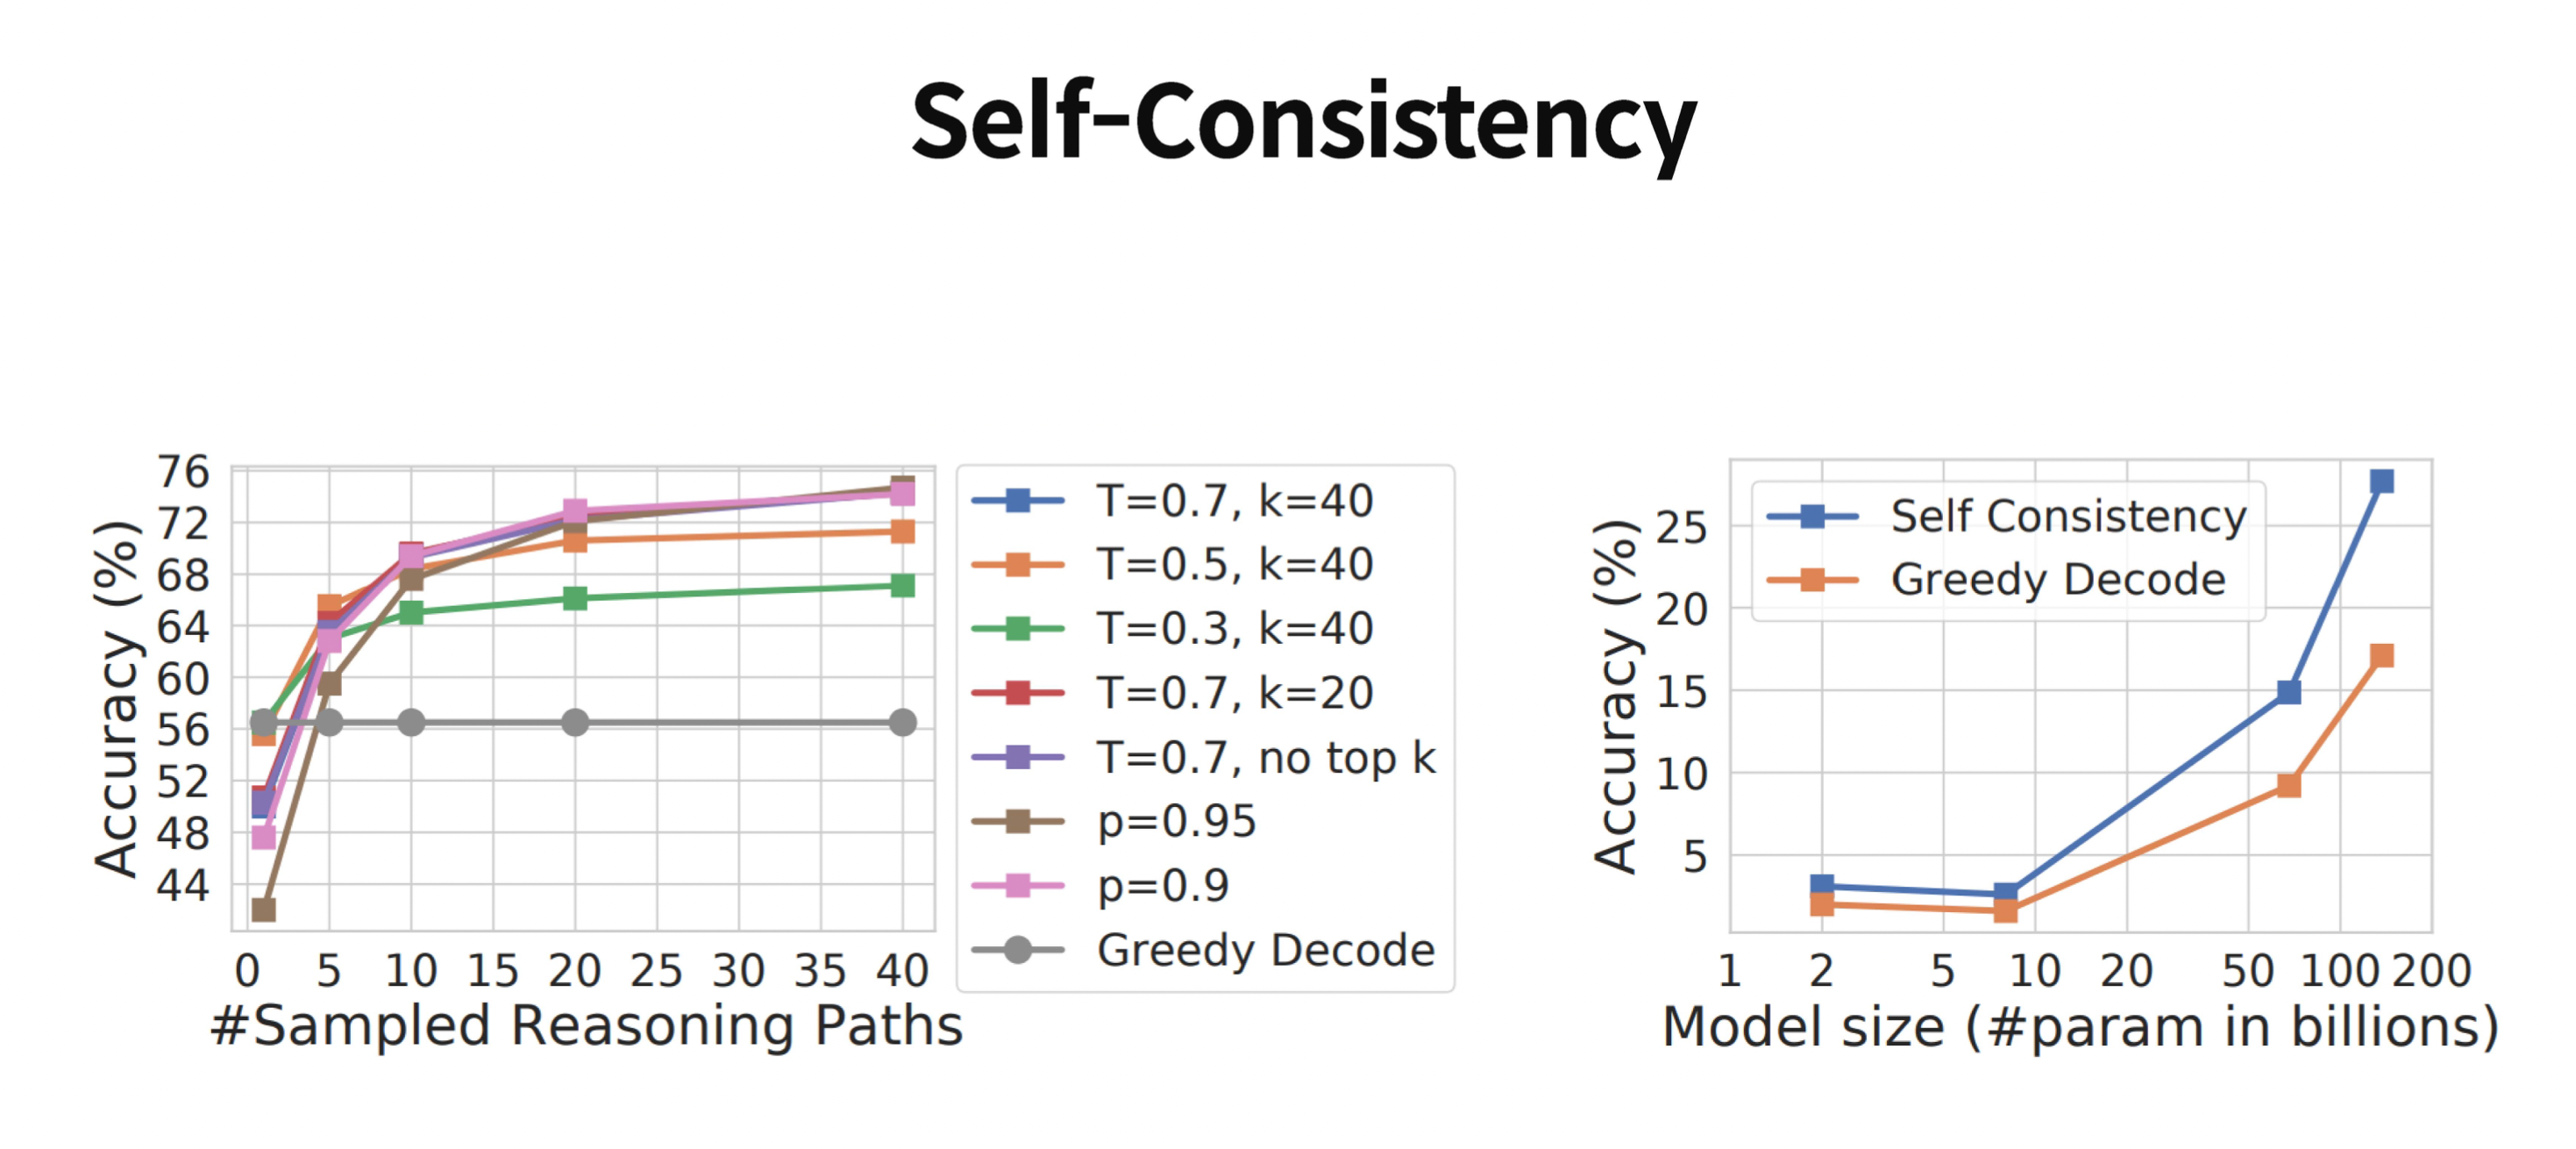 Self-Consistency
76
72
68
64
60
56
52
48
44
Accuracy (%)
0 5 10 15 20 25 30 35 40
#Sampled Reasoning Paths
T=0.7, k=40
T=0.5, k=40
T=0.3, k=40
T=0.7, k=20
T=0.7, no top k
p=0.95
p=0.9
Greedy Decode
Self Consistency
Greedy Decode
25
20
15
10
5
Accuracy (%)
1 2 5 10 20 50 100 200
Model size (#param in billions)